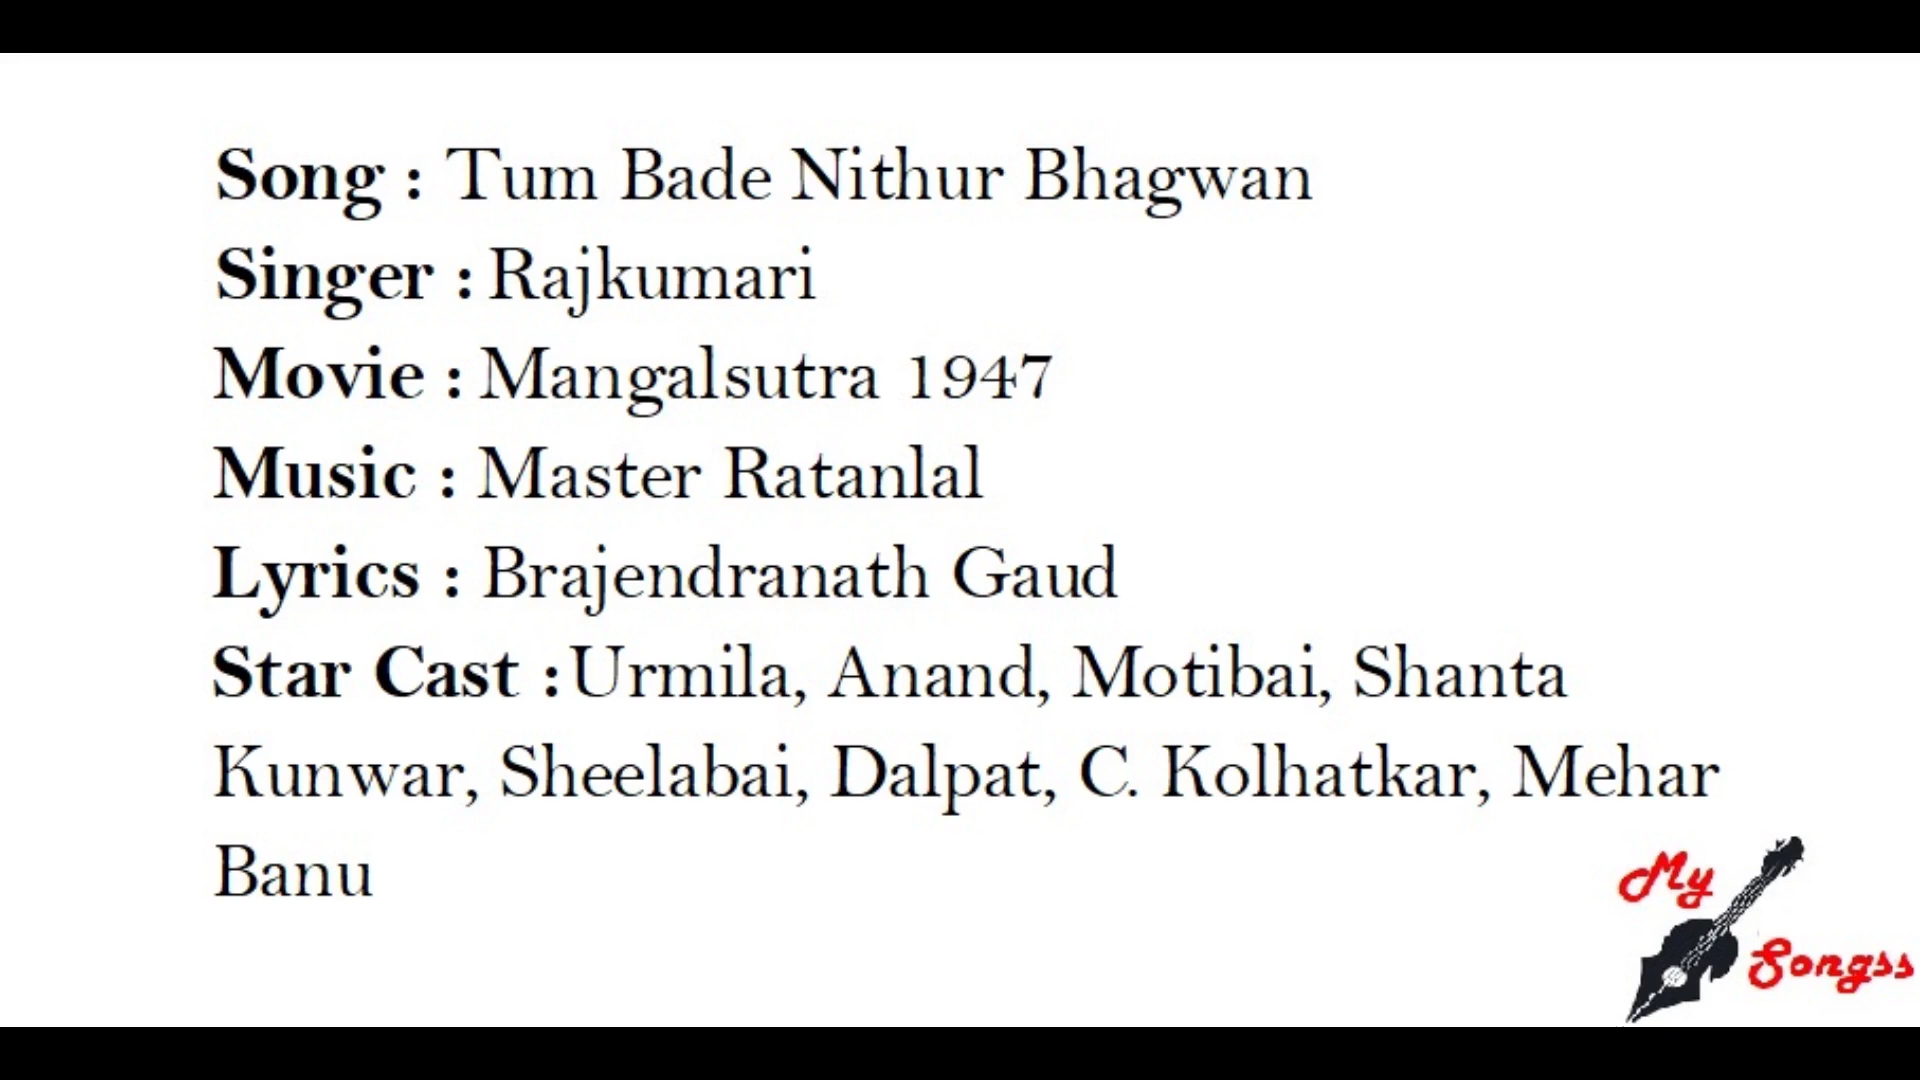 Song : Tum Bade Nithur Bhagwan
Singer : Rajkumari
Movie : Mangalsutra 1947
Music : Master Ratanlal
Lyrics : Brajendranath Gaud
Star Cast :Urmila, Anand, Motibai, Shanta
Kunwar, Sheelabai, Dalpat, C. Kolhatkar, Mehar
Banu
My
Songss